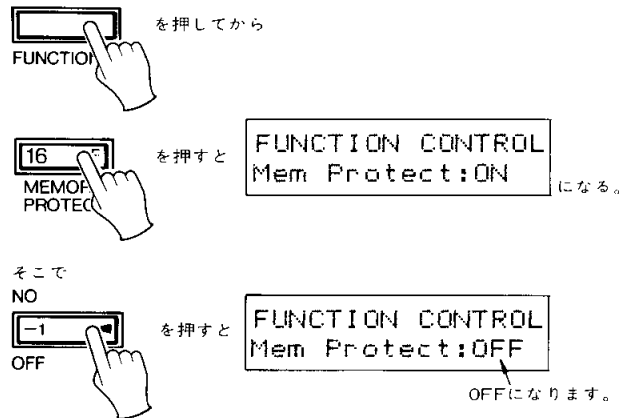 を押してから
FUNCTION
16
を押すと
FUNCTION CONTROL
Mem Protect:ON
になる。
MEMOR
PROTEC
そこで
NO
−1
を押すと
FUNCTION CONTROL
Mem Protect:OFF
OFF
OFFになります。